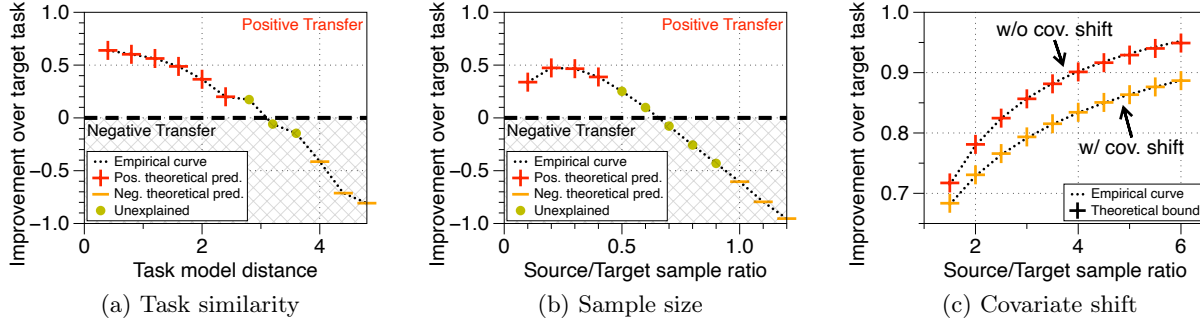 Improvement over target task
1.0
0.5
0
−0.5
−1.0
Positive Transfer
Negative Transfer
Empirical curve
Pos. theoretical pred.
Neg. theoretical pred.
Unexplained
0
2
4
Task model distance
(a) Task similarity
Improvement over target task
1.0
0.5
0
−0.5
−1.0
Positive Transfer
Negative Transfer
Empirical curve
Pos. theoretical pred.
Neg. theoretical pred.
Unexplained
0
0.5
1.0
Source/Target sample ratio
(b) Sample size
Improvement over target task
1.0
0.9
0.8
0.7
w/o cov. shift
w/ cov. shift
Empirical curve
Theoretical bound
2
4
6
Source/Target sample ratio
(c) Covariate shift